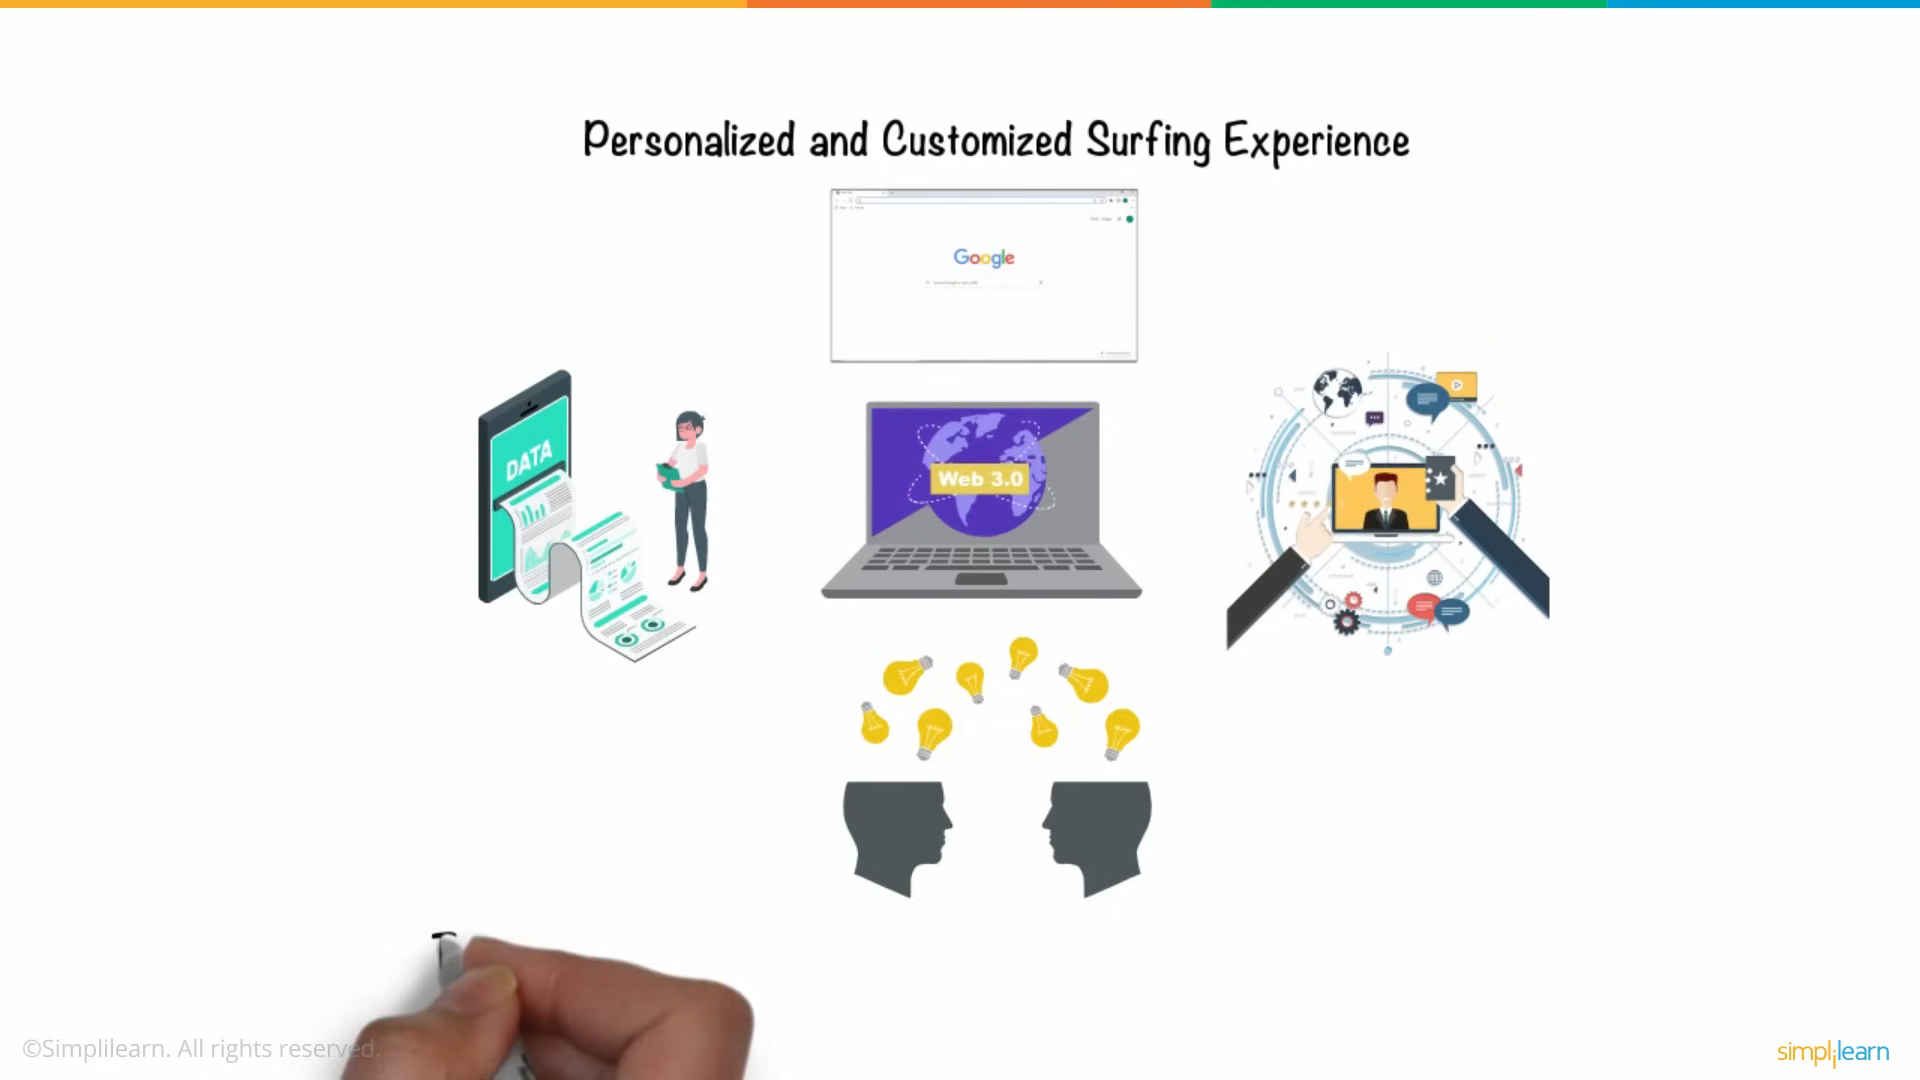 Personalized and Customized Surfing Experience
Google
DATA
Web 3.0
©Simplilearn. All rights reserved.
simplilearn